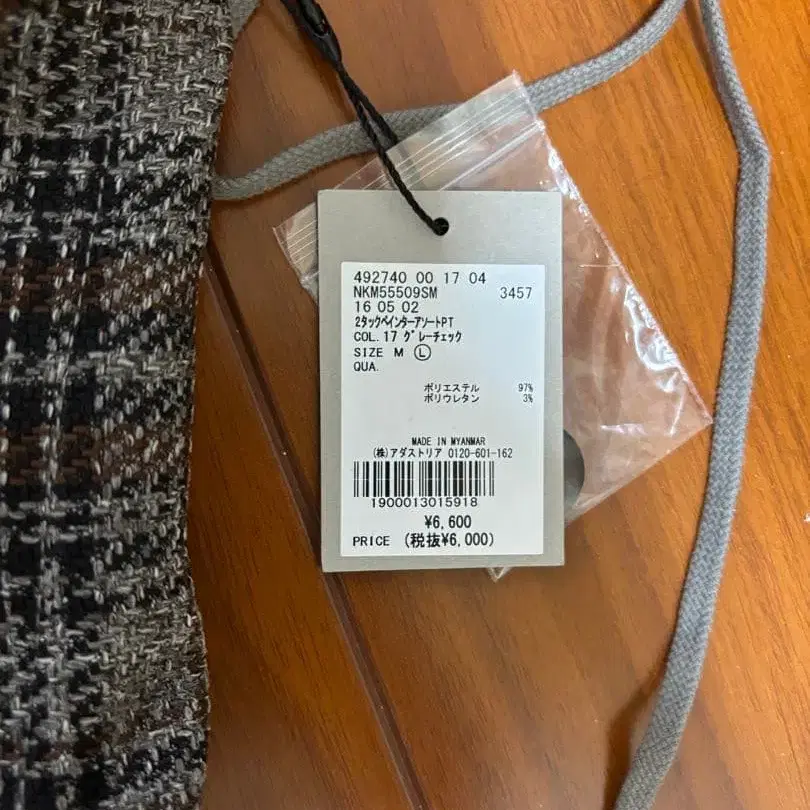 492740 00 17 04
NKM55509SM 3457
16 05 02
2タックペインターアソートPT
COL.17 グレーチェック
SIZE M Ⓛ
QUA.
ポリエステル 97%
ポリウレタン 3%
MADE IN MYANMAR
(株)アダストリア 0120-601-162
1900013015918
¥6,600
PRICE (税抜¥6,000)